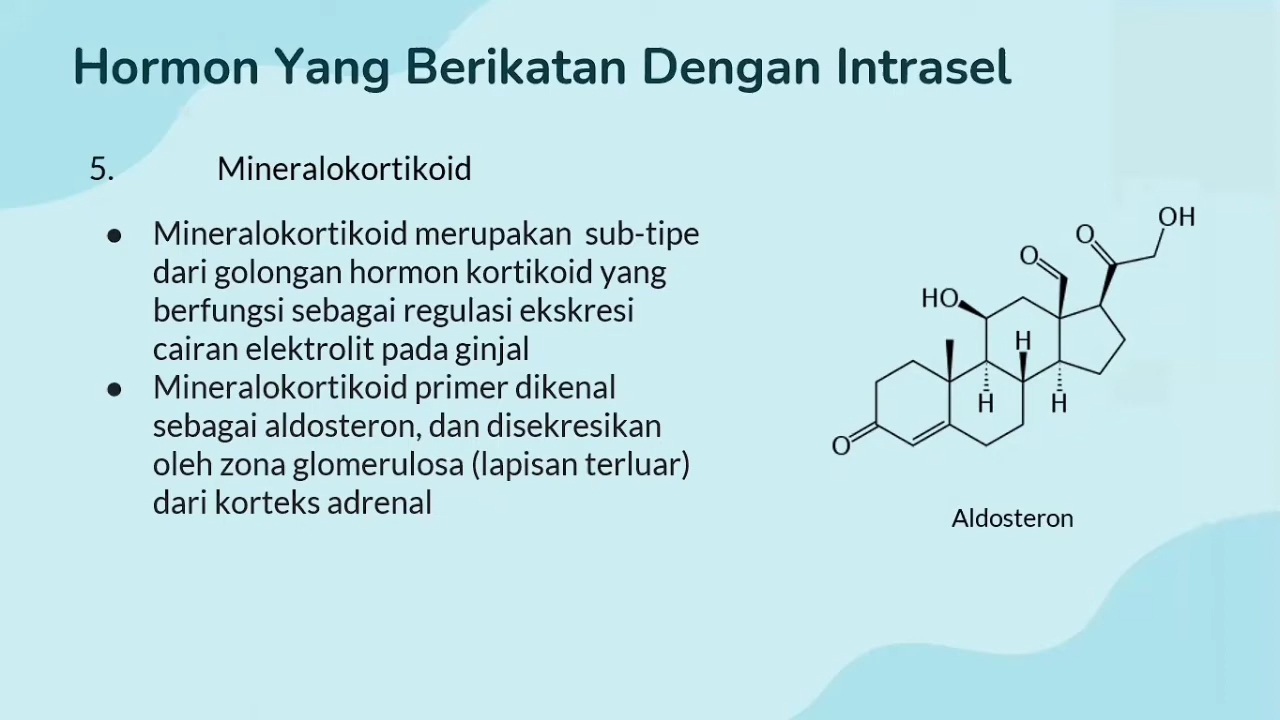 Hormon Yang Berikatan Dengan Intrasel
5. Mineralokortikoid
● Mineralokortikoid merupakan sub-tipe
dari golongan hormon kortikoid yang
berfungsi sebagai regulasi ekskresi
cairan elektrolit pada ginjal
● Mineralokortikoid primer dikenal
sebagai aldosteron, dan disekresikan
oleh zona glomerulosa (lapisan terluar)
dari korteks adrenal
OH
O
O
HO
H
H
H
O
Aldosteron